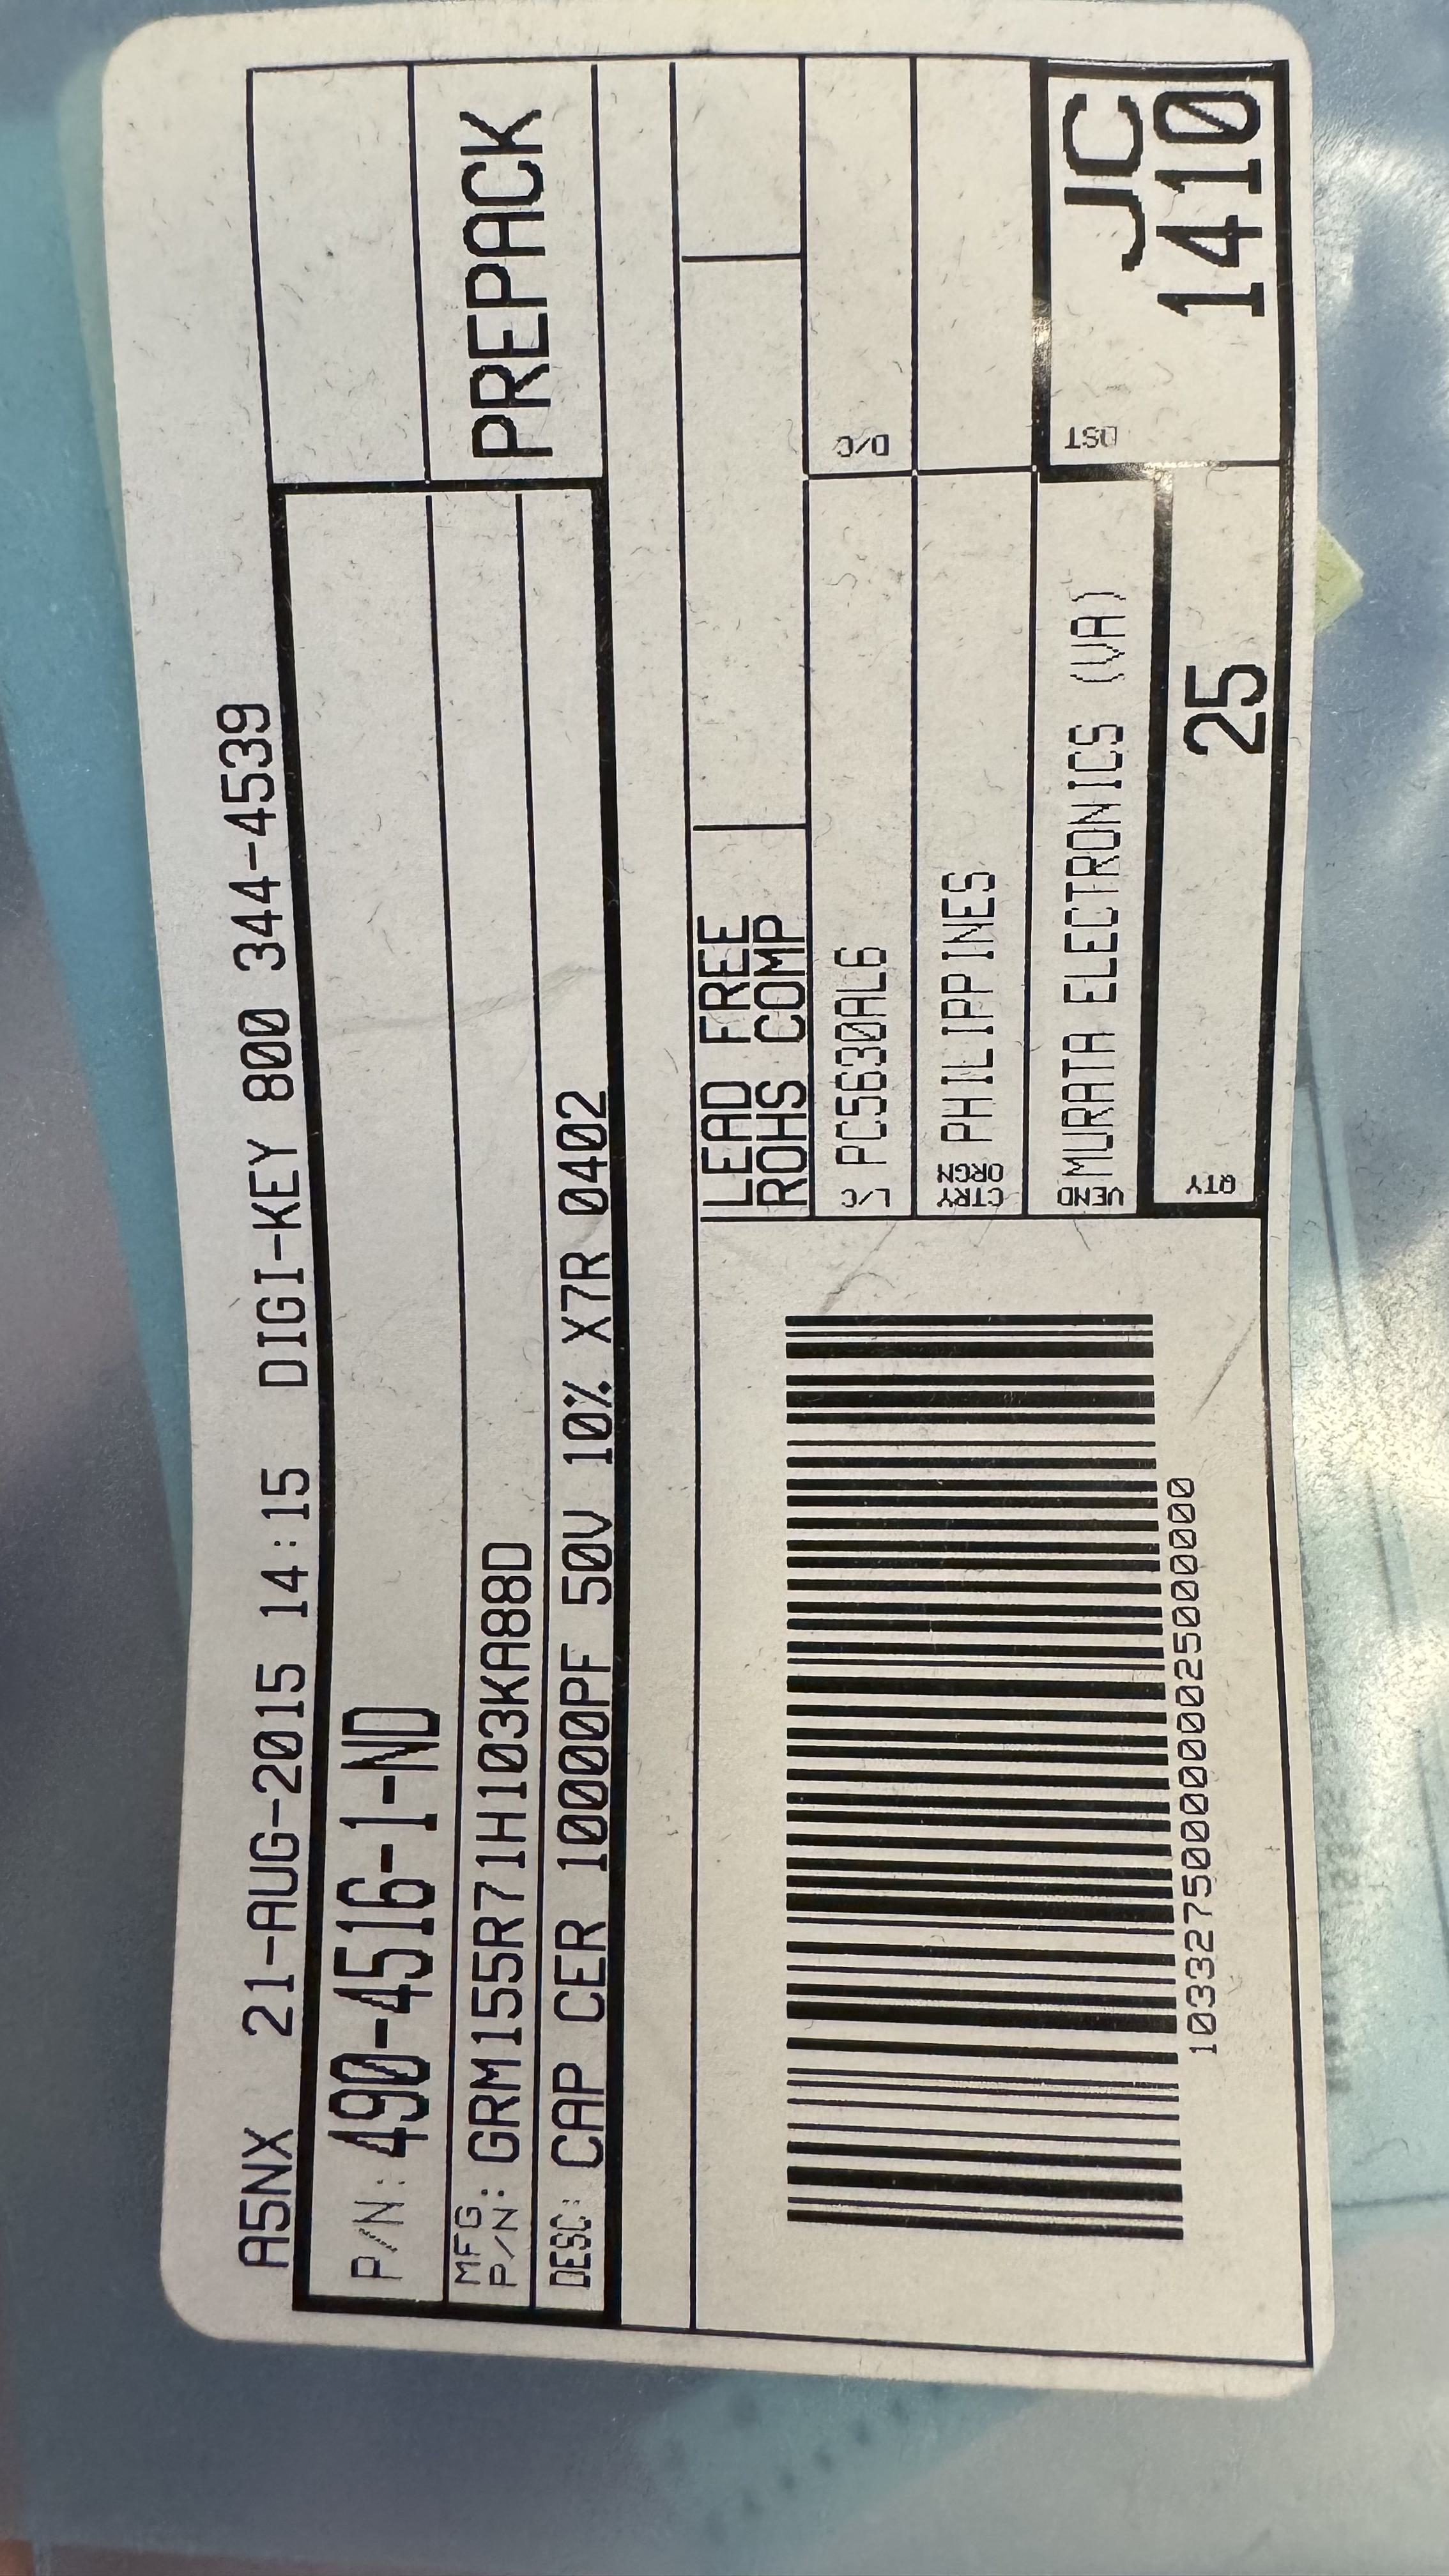 A5NX 21-AUG-2015 14:15 DIGI-KEY 800 344-4539
P/N: 490-4516-1-ND
MFG. P/N: GRM155R71H103KA88D
PREPACK
DESC: CAP CER 10000PF 50V 10% X7R 0402
LEAD FREE
ROHS COMP
L/C PC5630AL6
D/C
CTRY ORGN PHILIPPINES
VEND MURATA ELECTRONICS (VA)
DST JC
1410
QTY 25